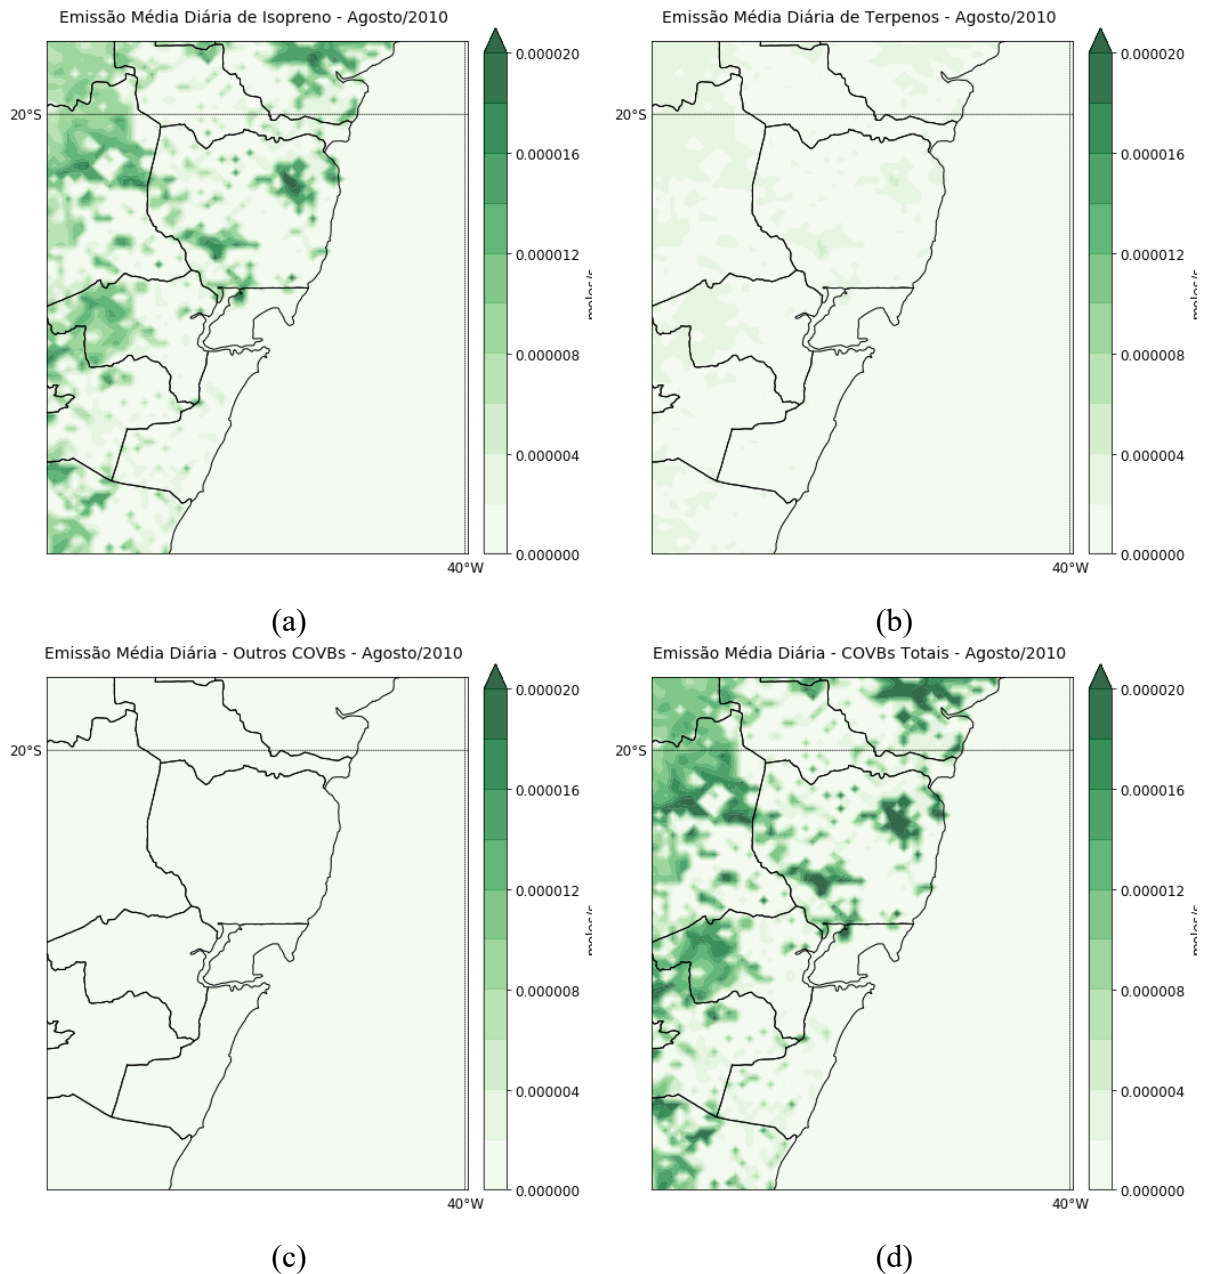 Emissão Média Diária de Isopreno - Agosto/2010
0.000020
20°S
0.000016
0.000012
0.000008
0.000004
0.000000
40°W
(a)
Emissão Média Diária de Terpenos - Agosto/2010
0.000020
20°S
0.000016
0.000012
0.000008
0.000004
0.000000
40°W
(b)
Emissão Média Diária - Outros COVBs - Agosto/2010
0.000020
20°S
0.000016
0.000012
0.000008
0.000004
0.000000
40°W
(c)
Emissão Média Diária - COVBs Totais - Agosto/2010
0.000020
20°S
0.000016
0.000012
0.000008
0.000004
0.000000
40°W
(d)